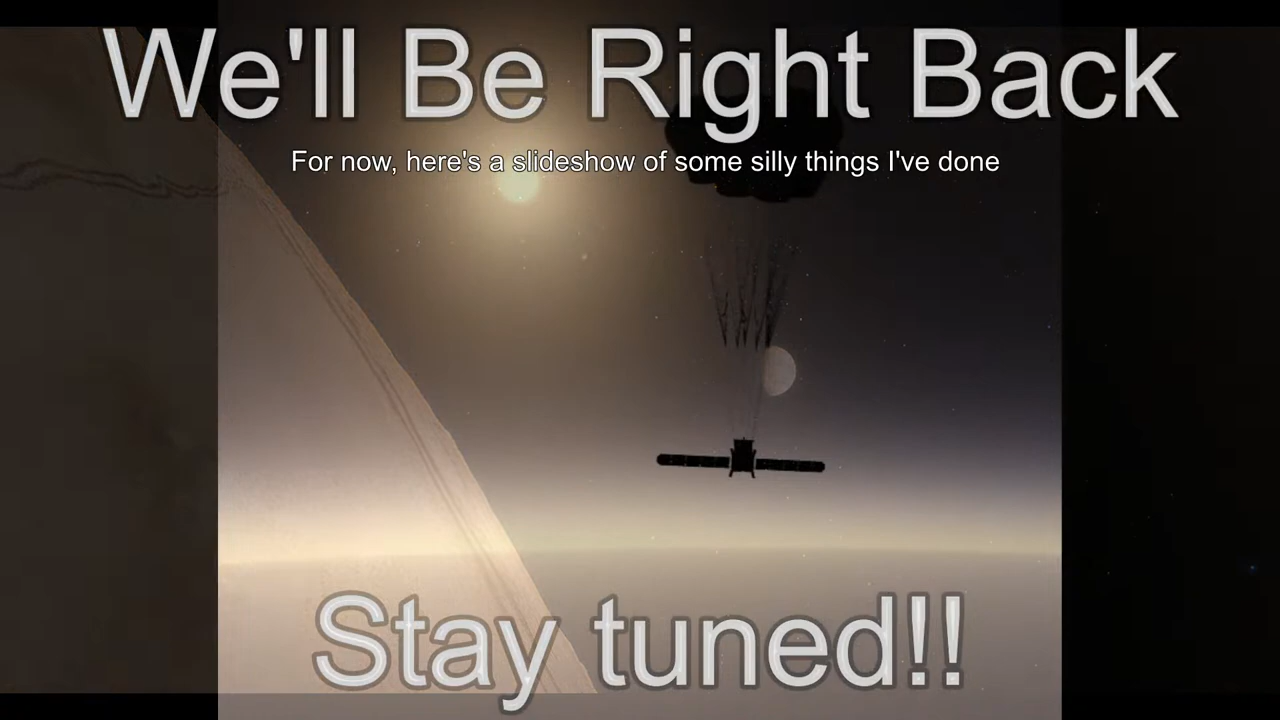 We'll Be Right Back
For now, here's a slideshow of some silly things I've done
Stay tuned!!